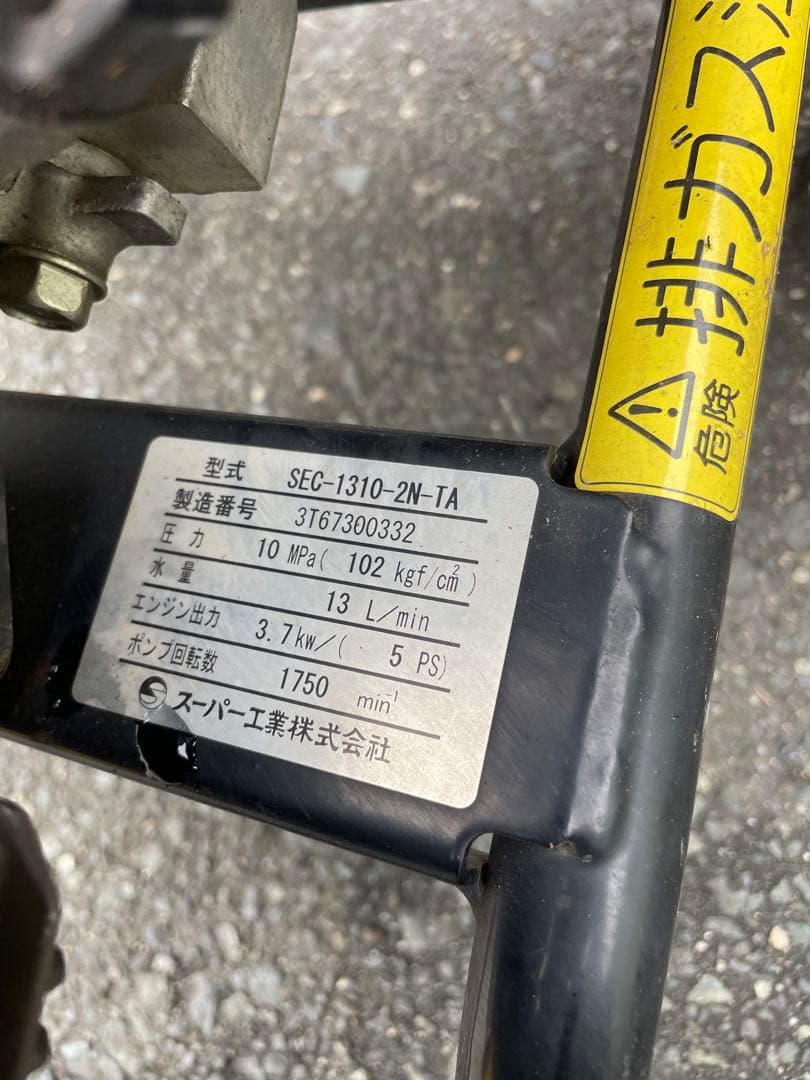 型式 SEC-1310-2N-TA
製造番号 3T67300332
圧力 10 MPa( 102 kgf/cm²)
水量 13 L/min
エンジン出力 3.7kw/( 5 PS)
ポンプ回転数 1750 min⁻¹
スーパー工業株式会社
危険
排ガス注